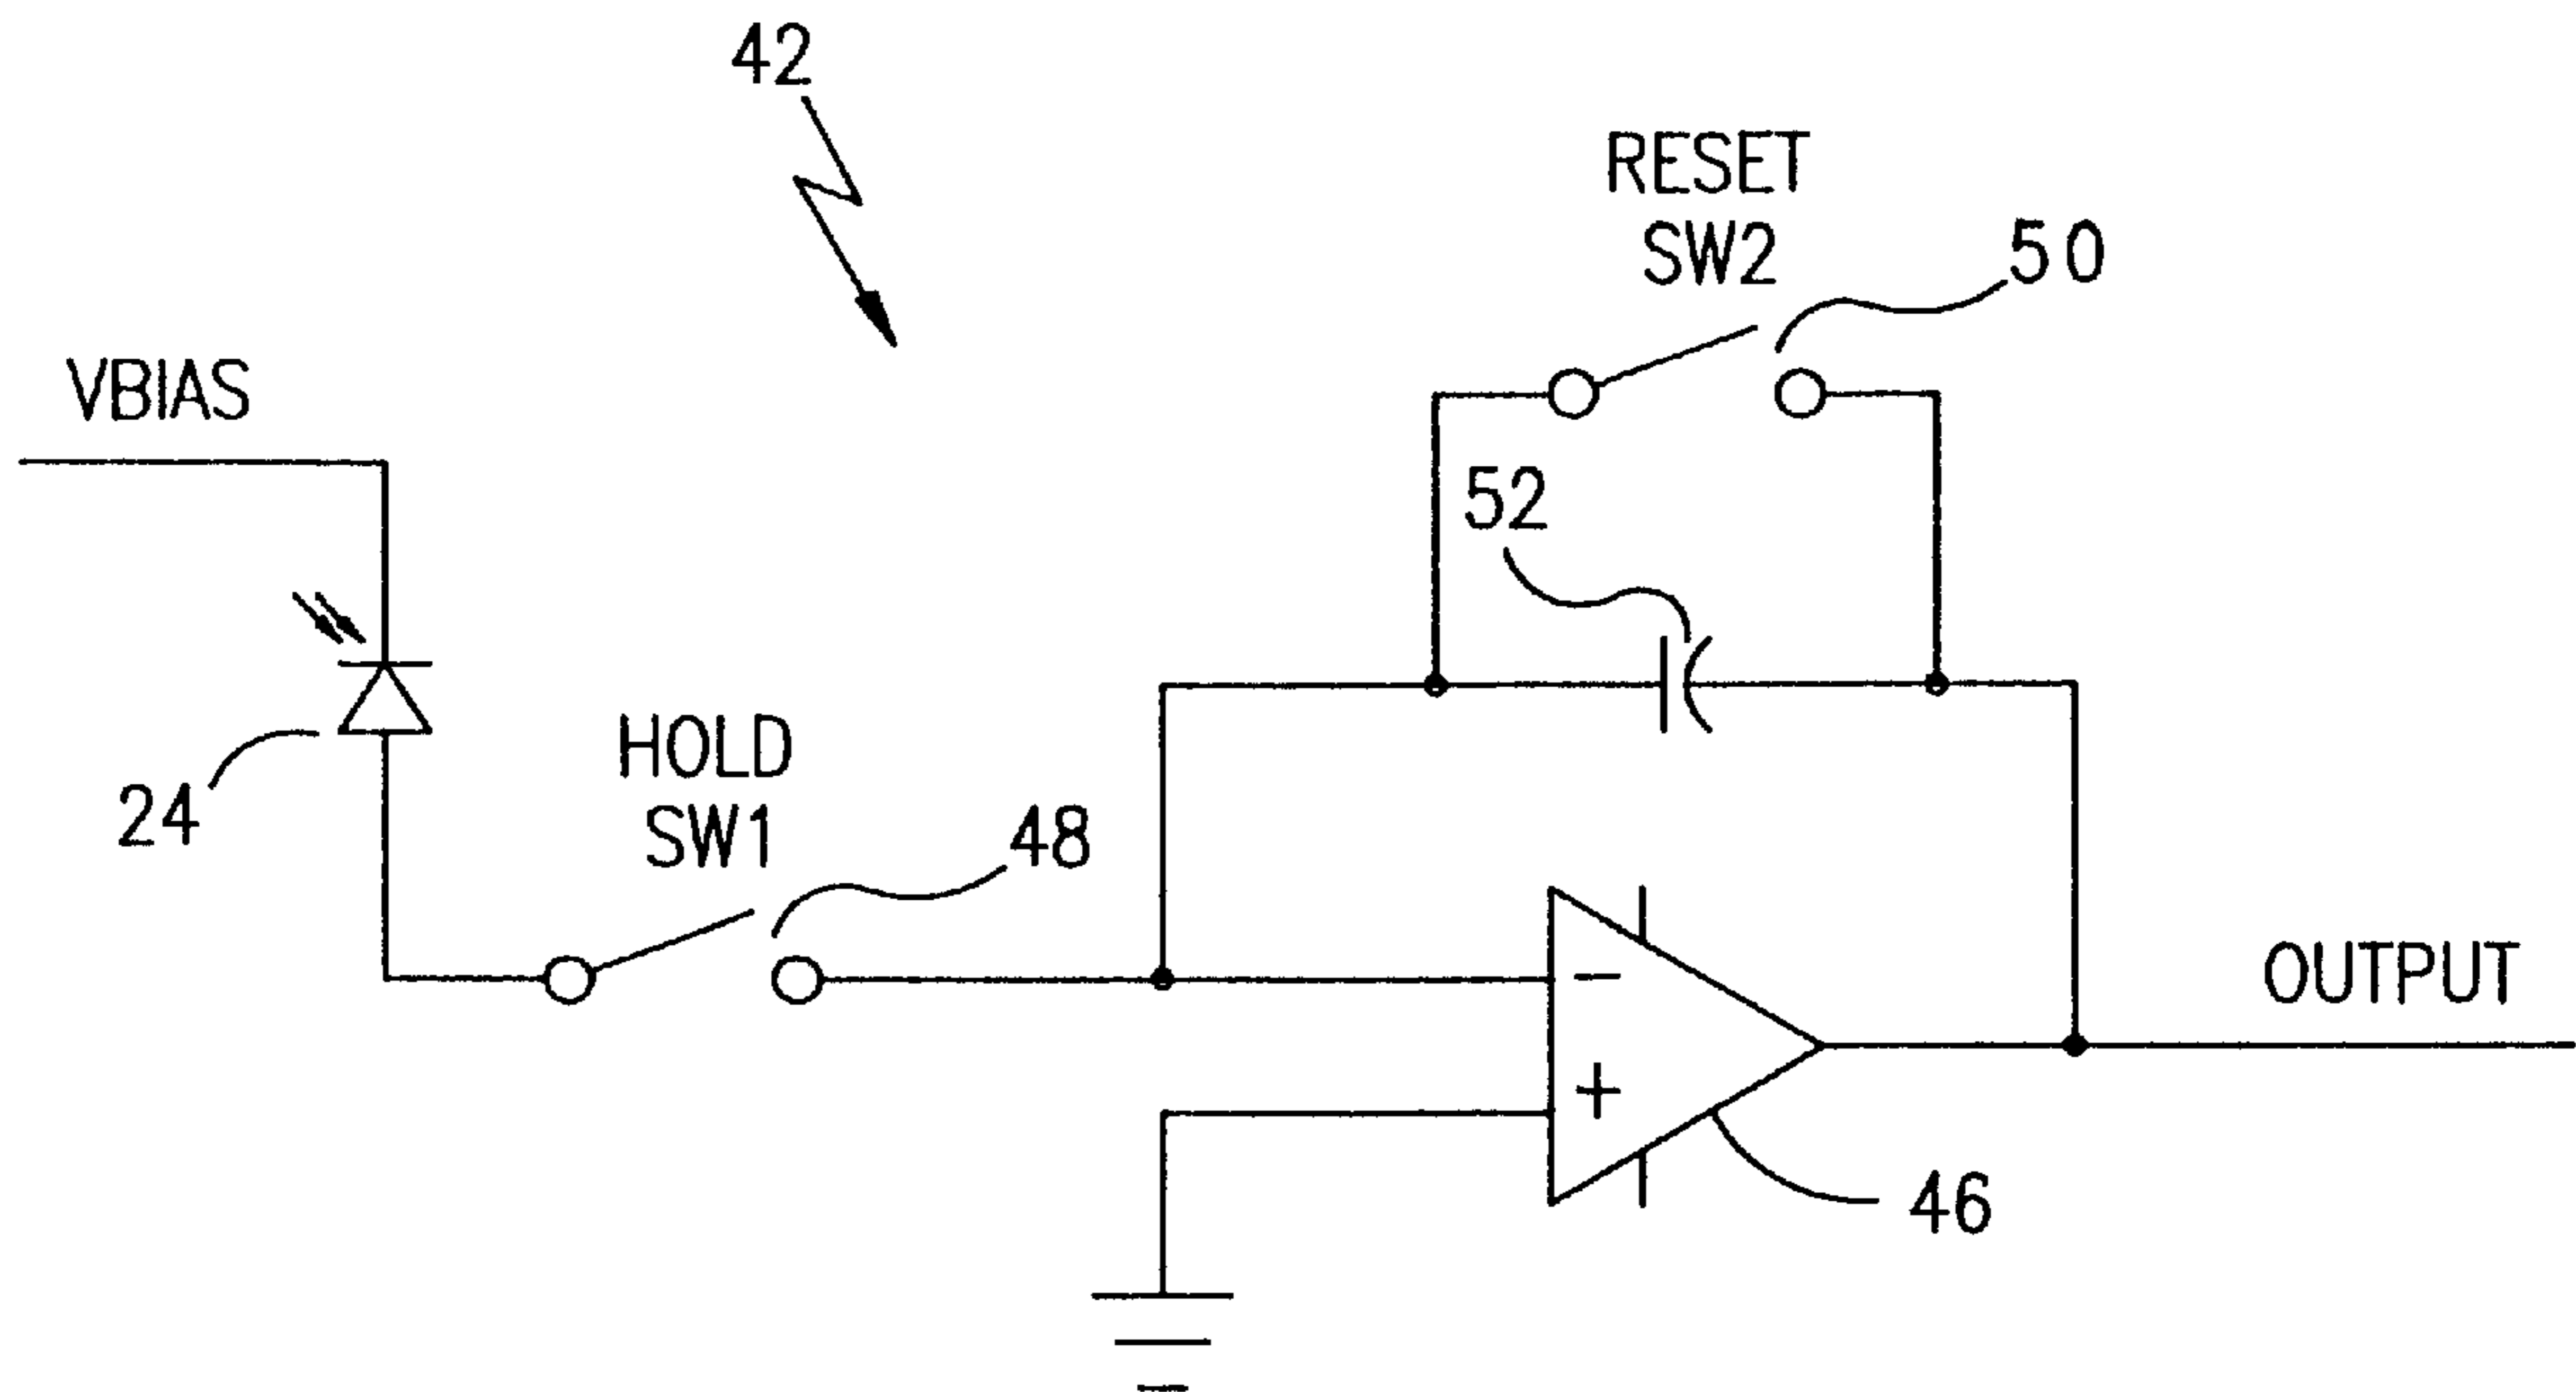 42
RESET
SW2
50
VBIAS
52
HOLD
SW1
24
48
OUTPUT
−
+
46